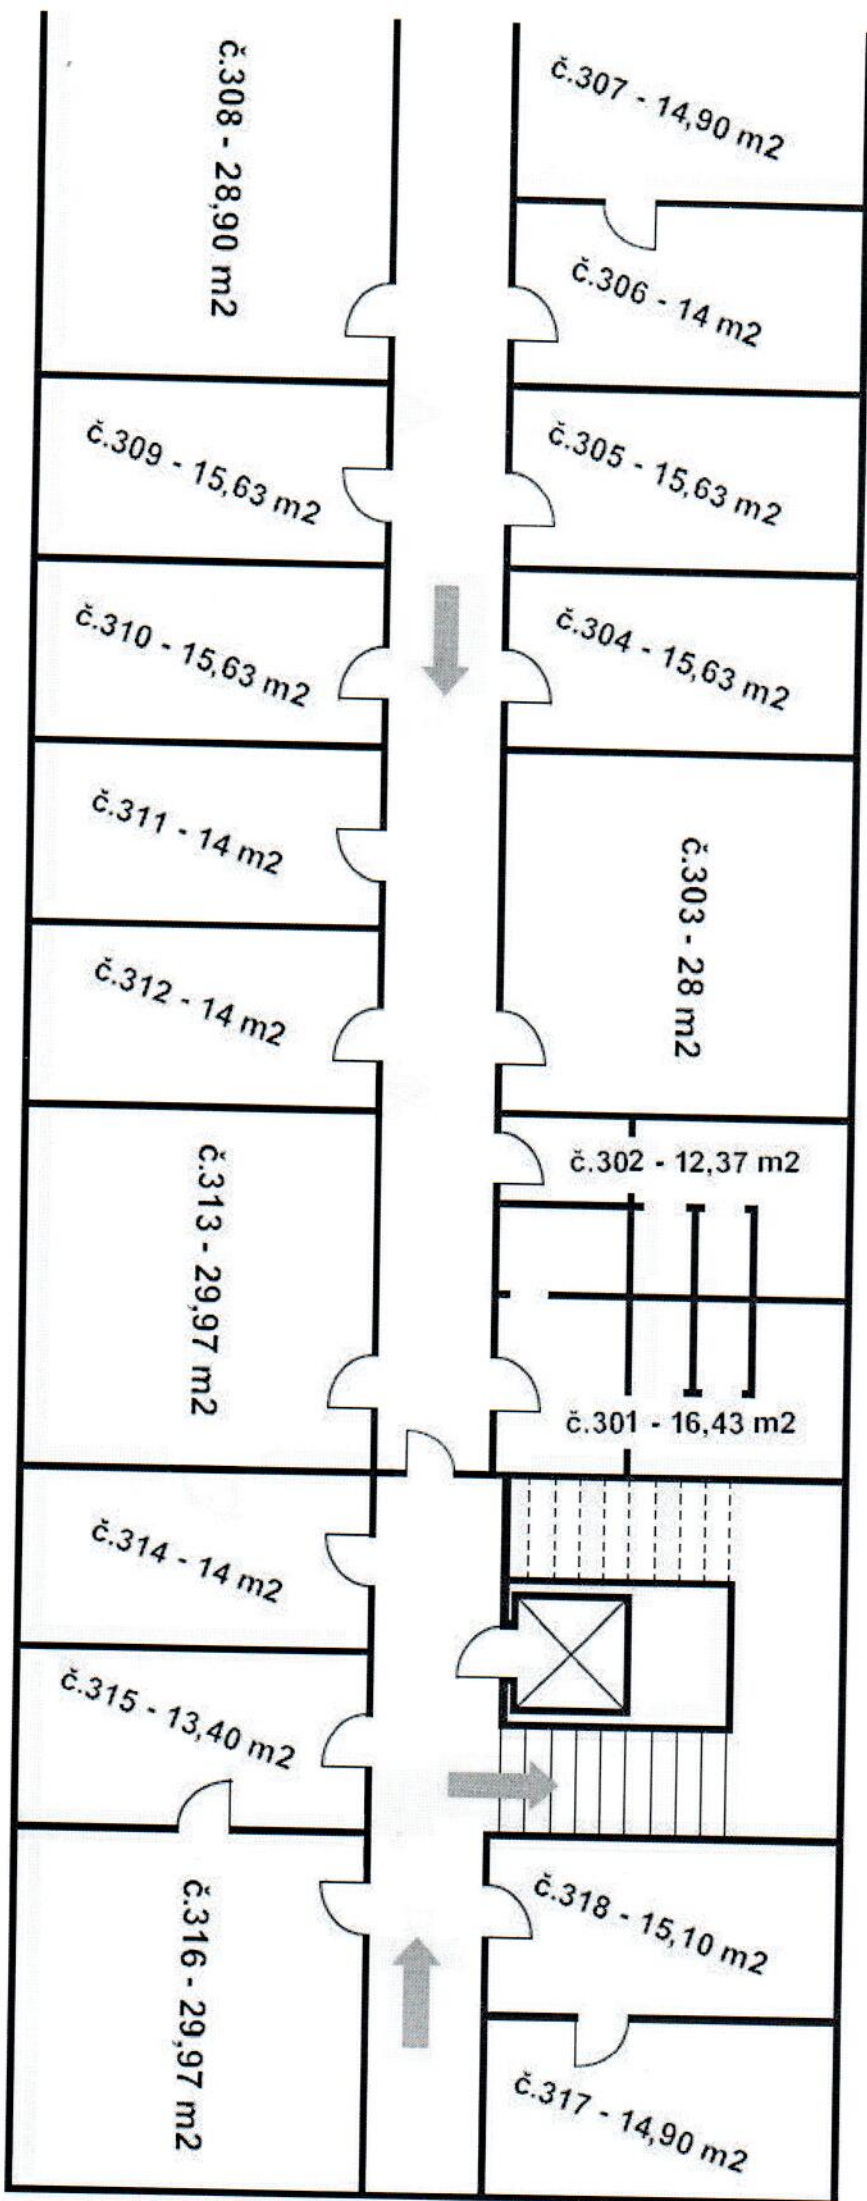 č.308 - 28,90 m2
č.307 - 14,90 m2
č.306 - 14 m2
č.309 - 15,63 m2
č.305 - 15,63 m2
č.310 - 15,63 m2
č.304 - 15,63 m2
č.311 - 14 m2
č.303 - 28 m2
č.312 - 14 m2
č.313 - 29,97 m2
č.302 - 12,37 m2
č.301 - 16,43 m2
č.314 - 14 m2
č.315 - 13,40 m2
č.316 - 29,97 m2
č.318 - 15,10 m2
č.317 - 14,90 m2